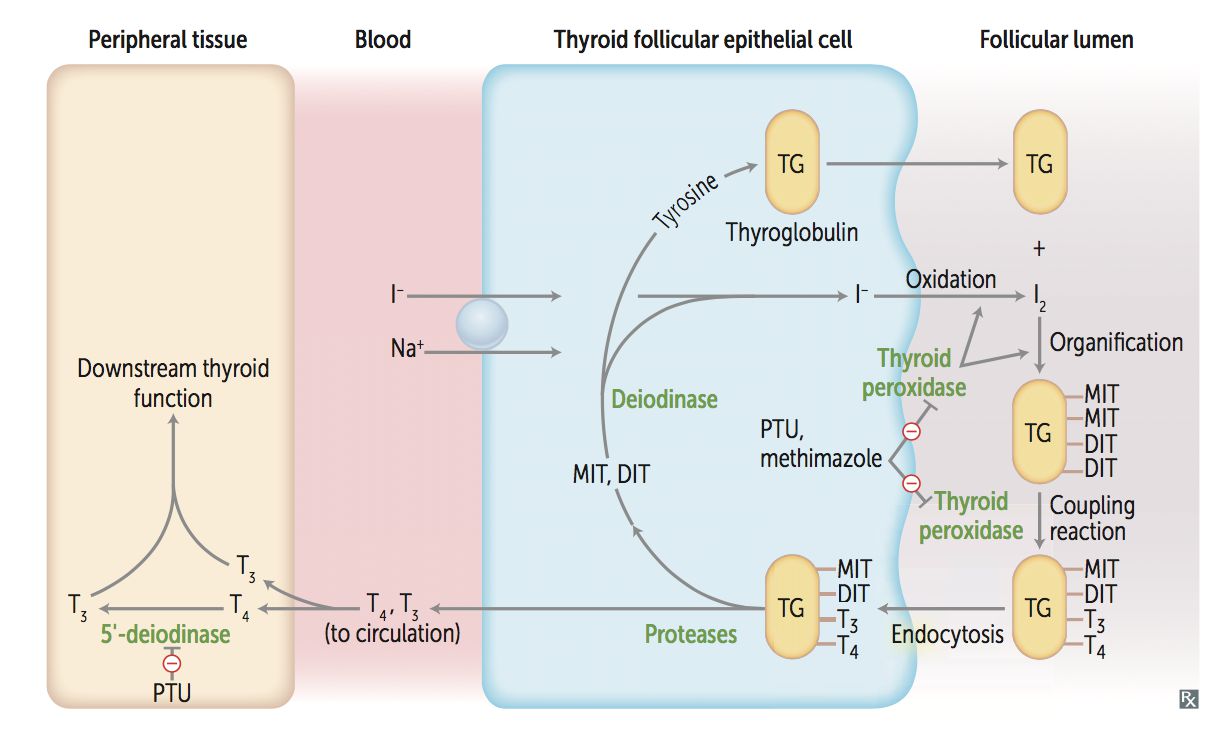 Peripheral tissue
Blood
Thyroid follicular epithelial cell
Follicular lumen
TG
TG
Tyrosine
Thyroglobulin
+
Oxidation
I⁻
I⁻
I₂
Na⁺
Organification
Thyroid
peroxidase
Downstream thyroid
function
Deiodinase
MIT
MIT
DIT
DIT
TG
PTU,
methimazole
MIT, DIT
Thyroid
peroxidase
Coupling
reaction
T₃
T₃
T₄
T₄, T₃
(to circulation)
5'-deiodinase
PTU
Proteases
TG
MIT
DIT
T₃
T₄
Endocytosis
TG
MIT
DIT
T₃
T₄
Rx